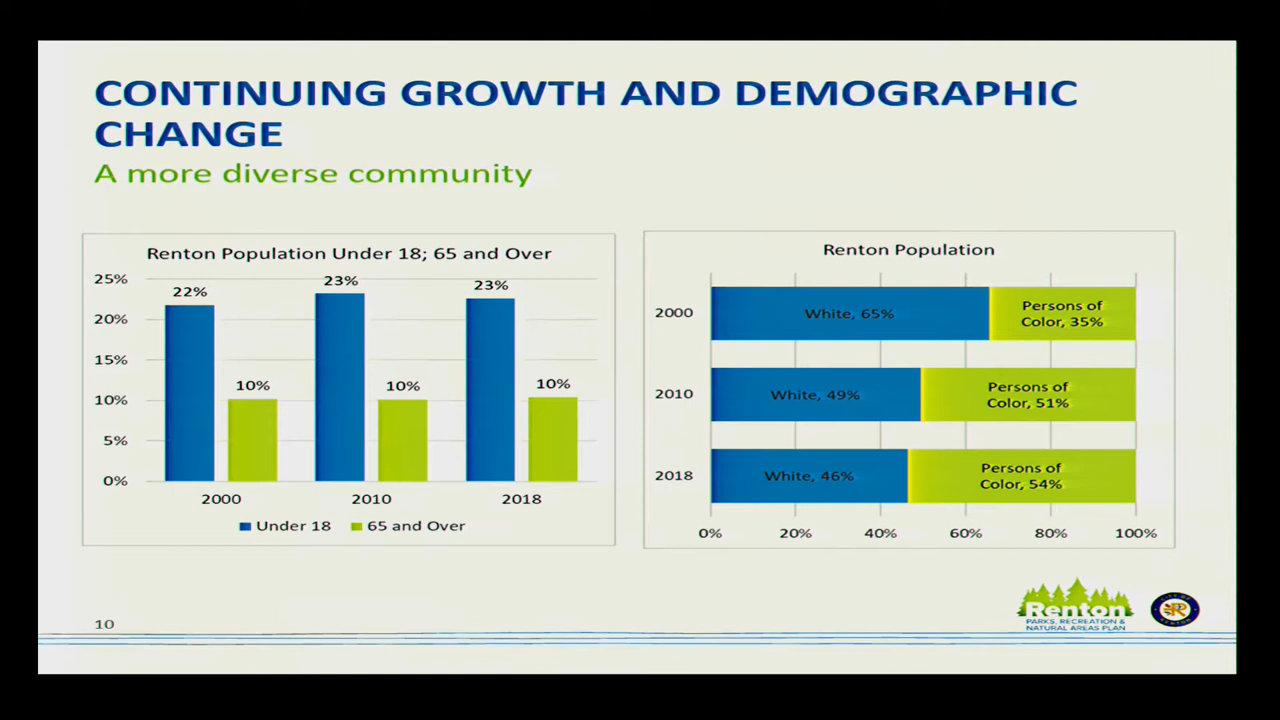 CONTINUING GROWTH AND DEMOGRAPHIC
CHANGE
A more diverse community
Renton Population Under 18; 65 and Over
25%
20%
15%
10%
5%
0%
22%
10%
23%
10%
23%
10%
2000
2010
2018
Under 18
65 and Over
Renton Population
2000
White, 65%
Persons of
Color, 35%
2010
White, 49%
Persons of
Color, 51%
2018
White, 46%
Persons of
Color, 54%
0%
20%
40%
60%
80%
100%
10
Renton
PARKS, RECREATION &
NATURAL AREAS PLAN
CITY OF
RENTON